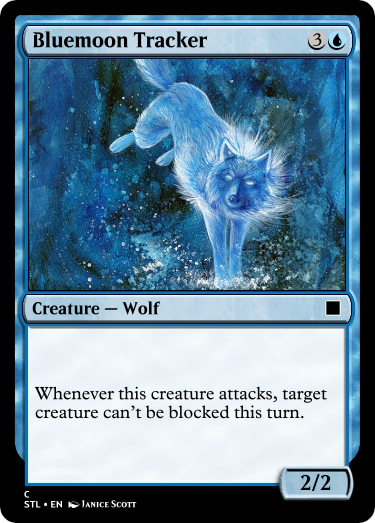 Bluemoon Tracker 3
Creature — Wolf
Whenever this creature attacks, target
creature can't be blocked this turn.
2/2
C
STL • EN Janice Scott